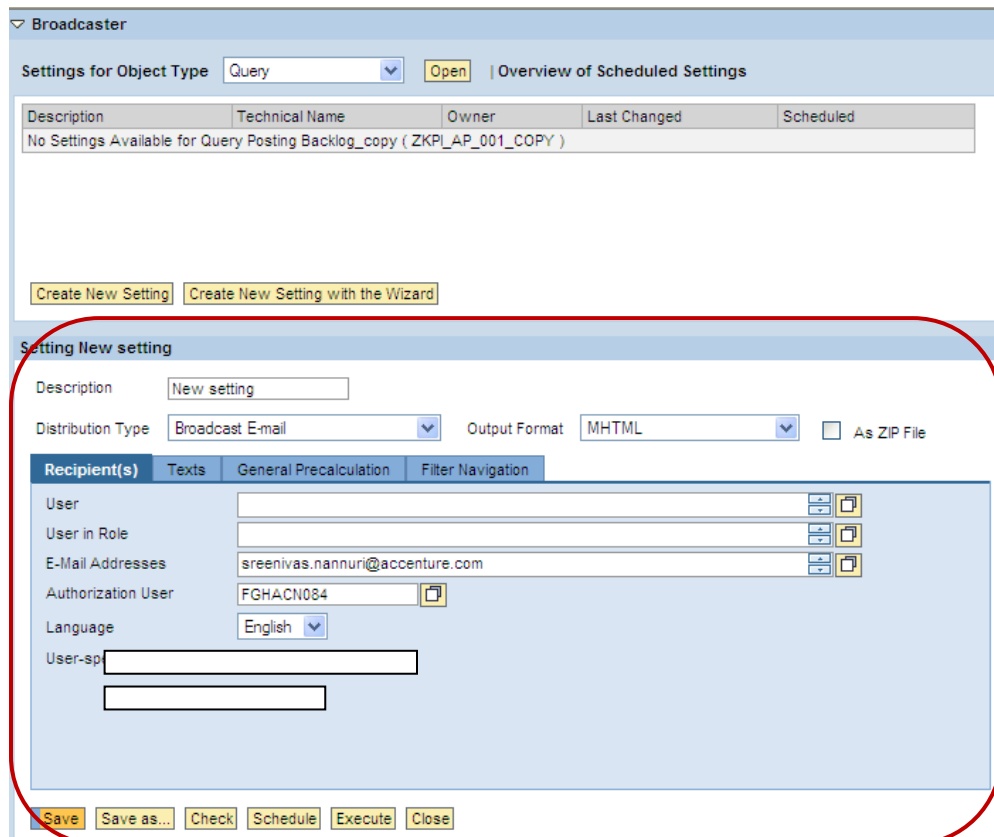 Broadcaster
Settings for Object Type Query Open | Overview of Scheduled Settings
Description Technical Name Owner Last Changed Scheduled
No Settings Available for Query Posting Backlog_copy ( ZKPI_AP_001_COPY )
Create New Setting Create New Setting with the Wizard
Setting New setting
Description New setting
Distribution Type Broadcast E-mail Output Format MHTML As ZIP File
Recipient(s) Texts General Precalculation Filter Navigation
User
User in Role
E-Mail Addresses sreenivas.nannuri@accenture.com
Authorization User FGHACN084
Language English
Save Save as... Check Schedule Execute Close